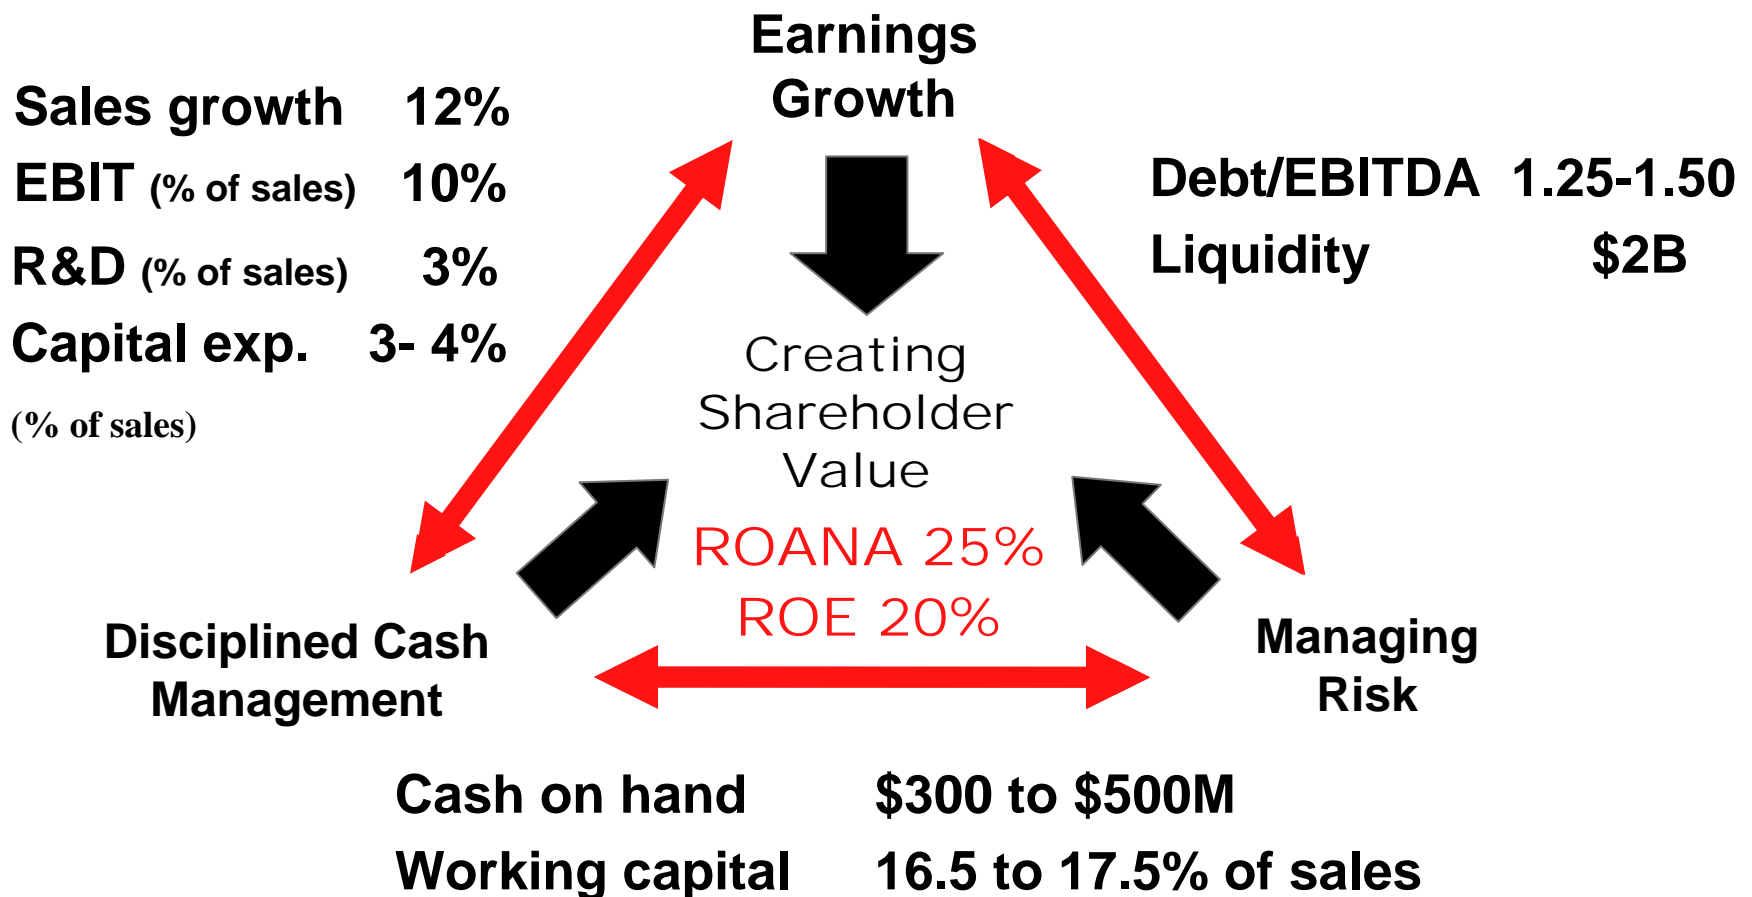 Earnings
Growth
Sales growth 12%
EBIT (% of sales) 10%
R&D (% of sales) 3%
Capital exp. 3- 4%
(% of sales)
Debt/EBITDA 1.25-1.50
Liquidity $2B
Creating
Shareholder
Value
ROANA 25%
ROE 20%
Disciplined Cash
Management
Managing
Risk
Cash on hand $300 to $500M
Working capital 16.5 to 17.5% of sales